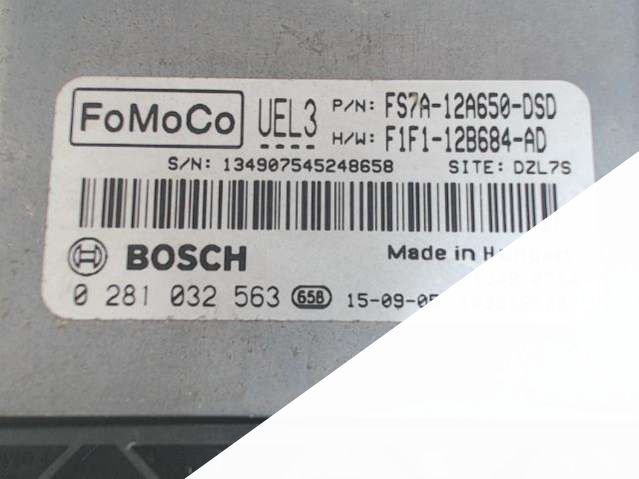 FoMoCo UEL3 P/N: FS7A-12A650-DSD
H/W: F1F1-12B684-AD
S/N: 134907545248658 SITE: DZL7S
BOSCH Made in
0 281 032 563 658 15-09-05